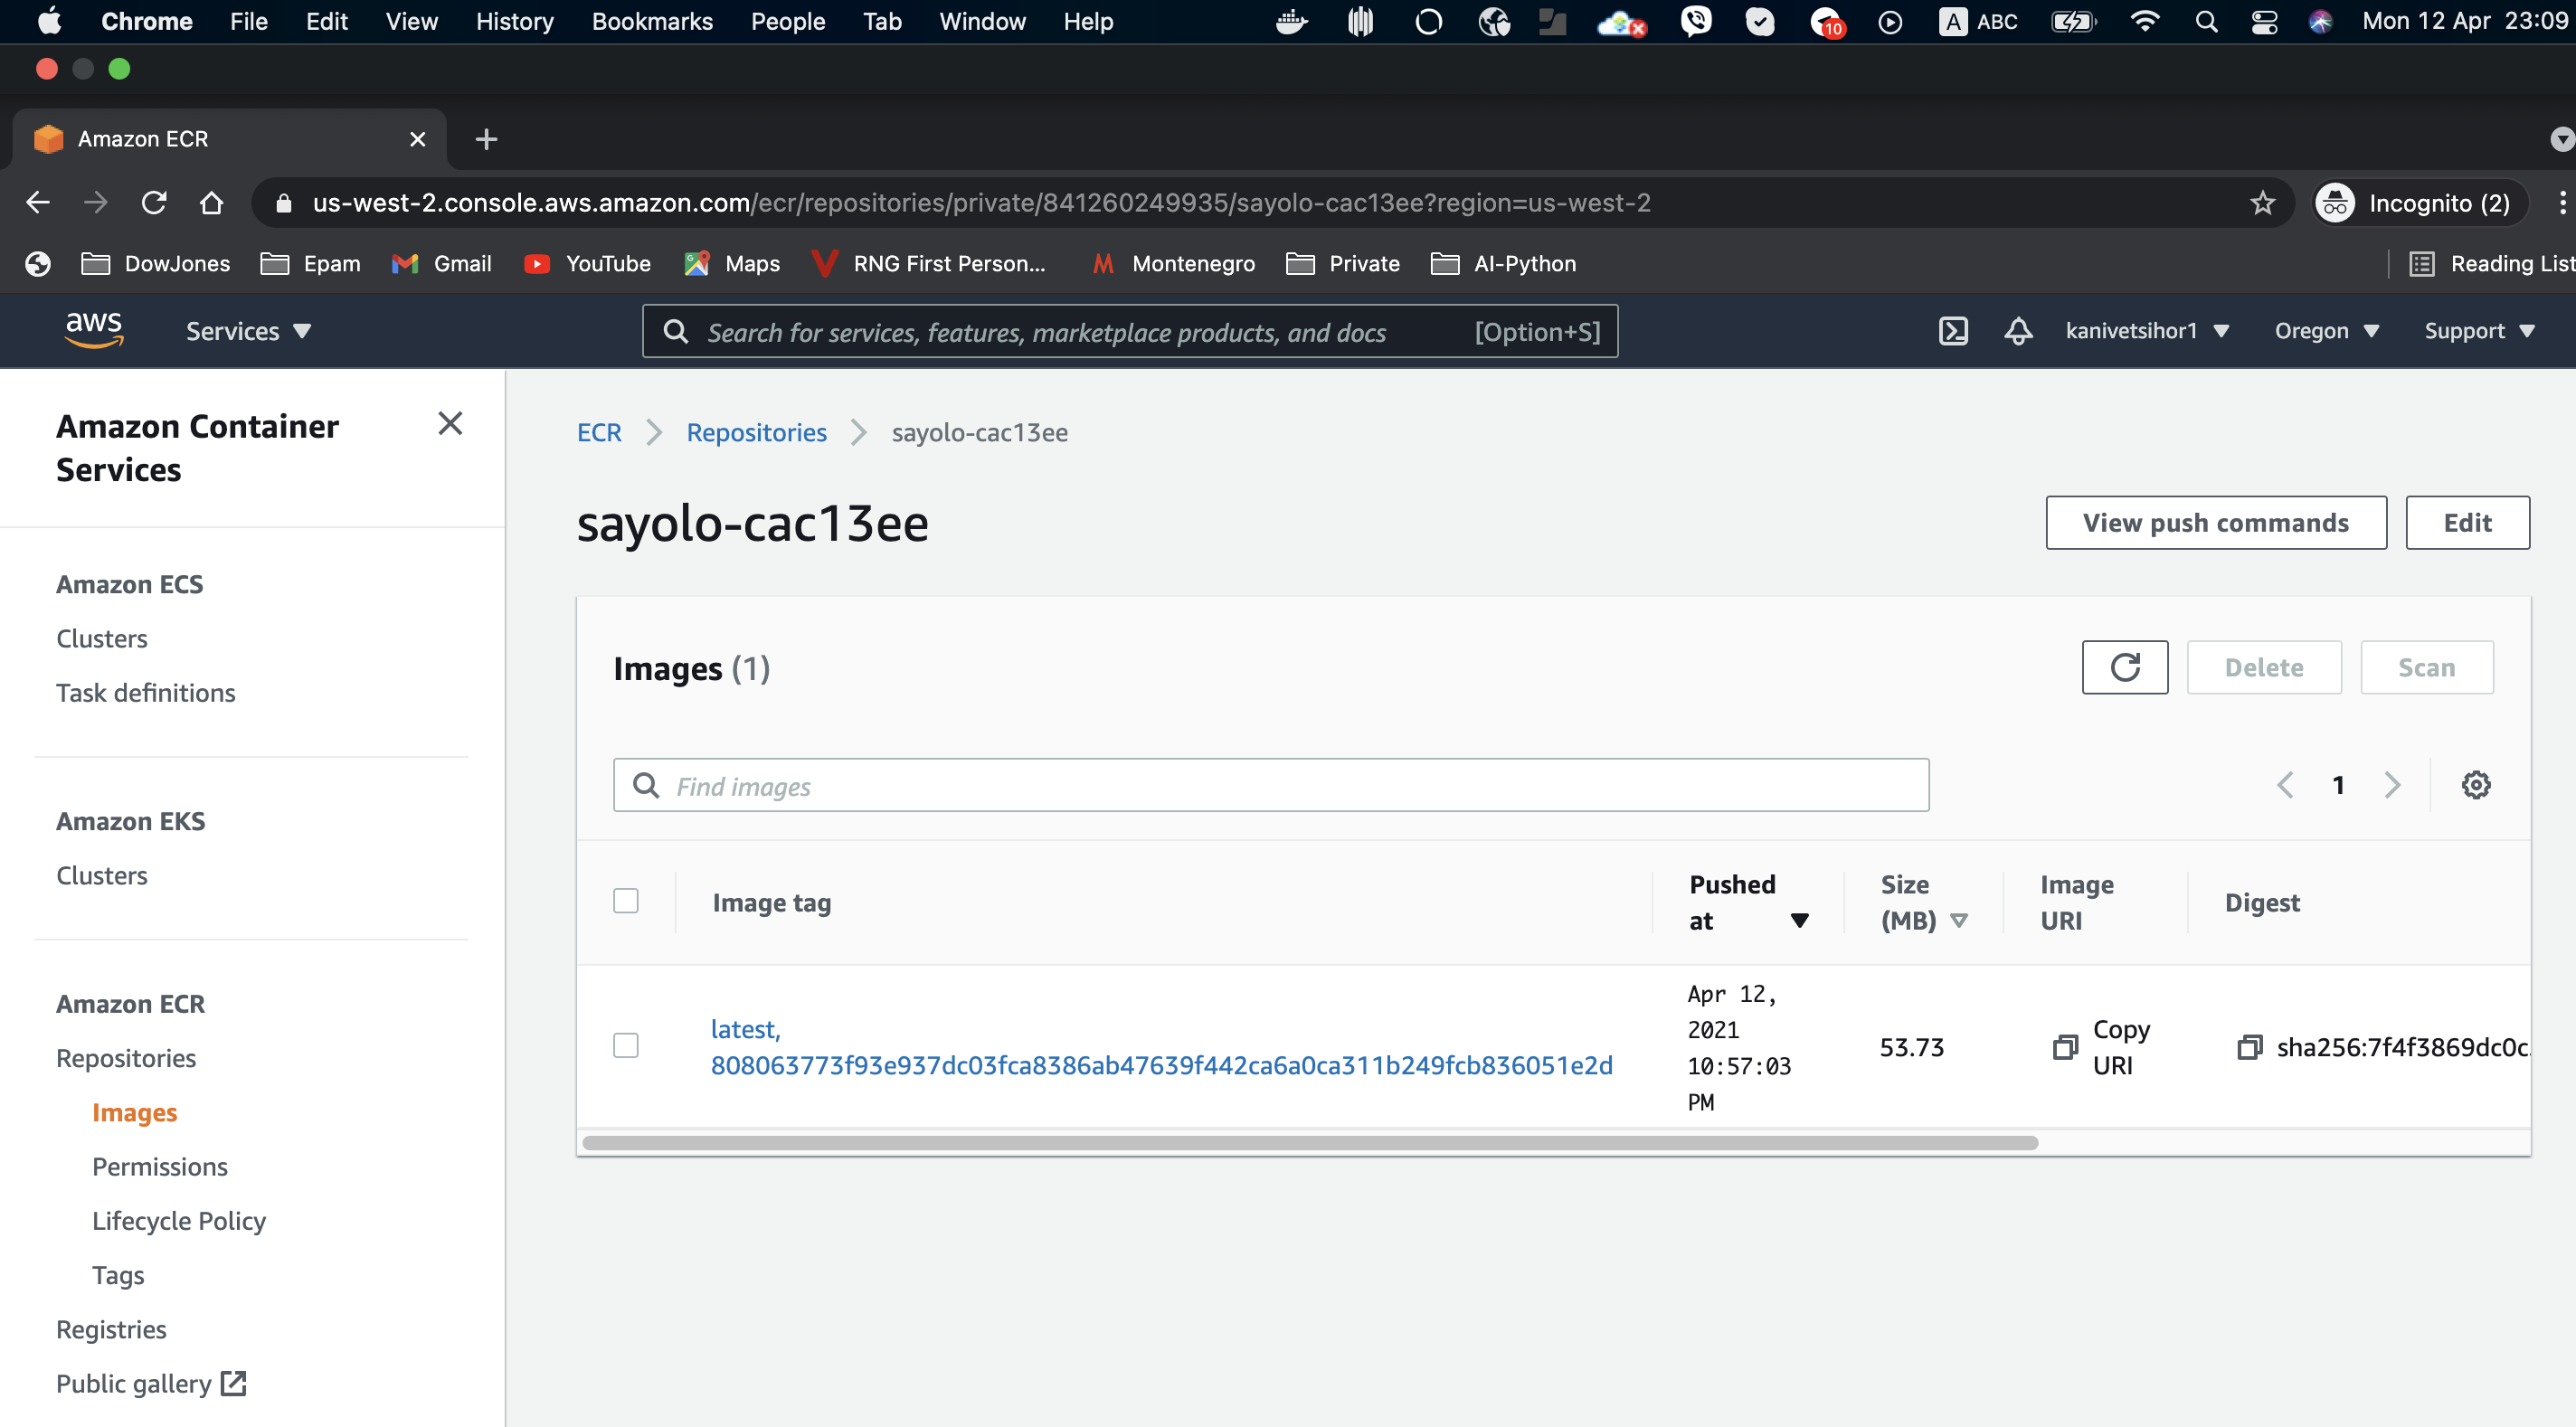 Chrome File Edit View History Bookmarks People Tab Window Help 10 A ABC Mon 12 Apr 23:09
Amazon ECR
us-west-2.console.aws.amazon.com/ecr/repositories/private/841260249935/sayolo-cac13ee?region=us-west-2 Incognito (2)
DowJones Epam Gmail YouTube Maps RNG First Person... Montenegro Private AI-Python Reading List
aws Services Search for services, features, marketplace products, and docs [Option+S] kanivetsihor1 Oregon Support
Amazon Container
Services
Amazon ECS
Clusters
Task definitions
Amazon EKS
Clusters
Amazon ECR
Repositories
Images
Permissions
Lifecycle Policy
Tags
Registries
Public gallery
ECR Repositories sayolo-cac13ee
sayolo-cac13ee
View push commands Edit
Images (1)
Delete Scan
Find images
1
Image tag
Pushed
at
Size
(MB)
Image
URI
Digest
latest,
808063773f93e937dc03fca8386ab47639f442ca6a0ca311b249fcb836051e2d
Apr 12,
2021
10:57:03
PM
53.73
Copy
URI
sha256:7f4f3869dc0c.